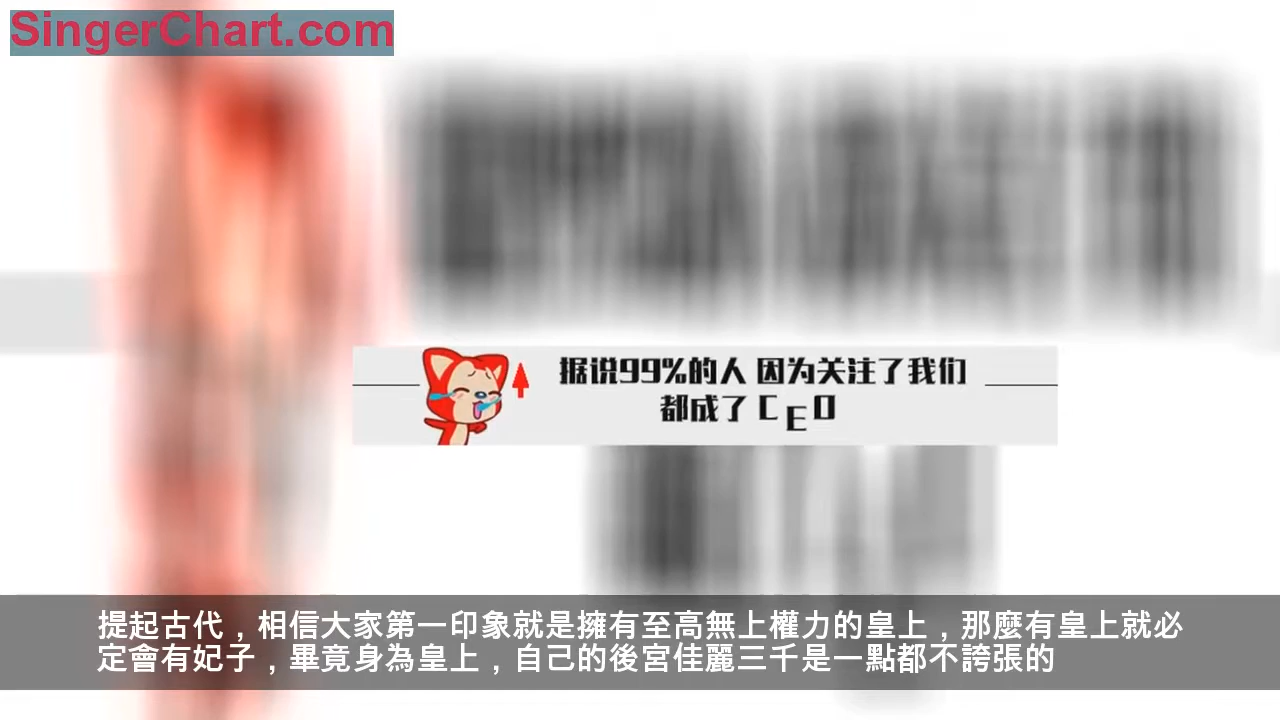 SingerChart.com
据说99%的人 因为关注了我们
都成了 CEO
提起古代，相信大家第一印象就是擁有至高無上權力的皇上，那麼有皇上就必
定會有妃子，畢竟身為皇上，自己的後宮佳麗三千是一點都不誇張的